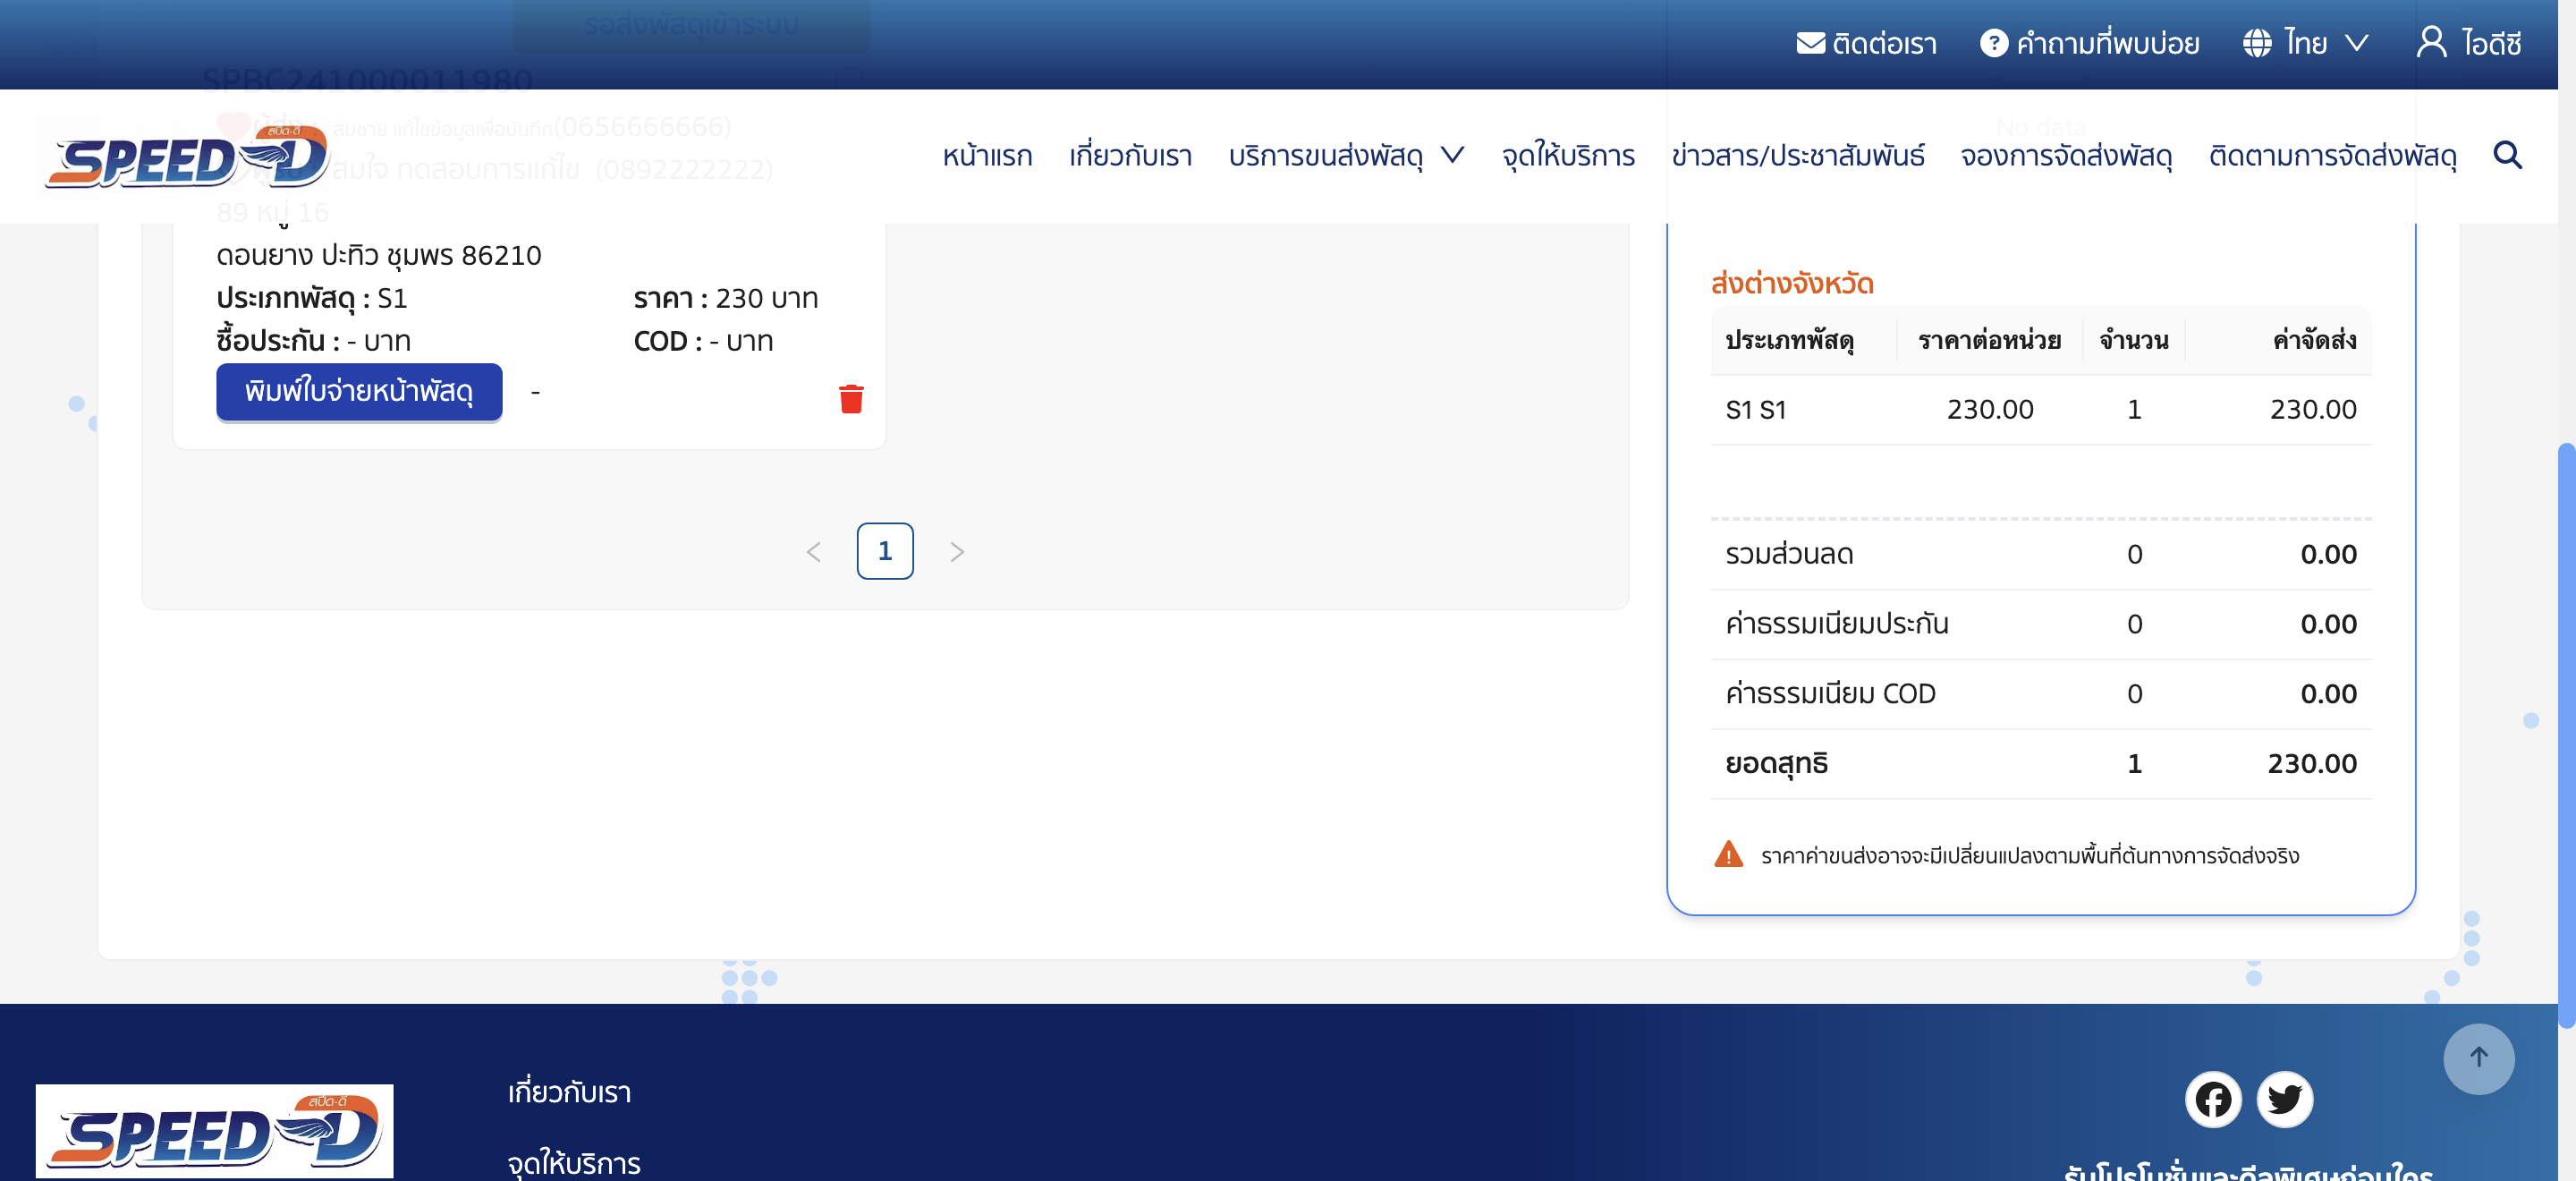 รอส่งพัสดุเข้าระบบ
ติดต่อเรา
คำถามที่พบบ่อย
ไทย
ไอดีซี
SPBC241000011980
สมชาย แก้ไขข้อมูลเพื่อบันทึก(0656666666)
No data
สปีด-ดี
SPEED-D
หน้าแรก
เกี่ยวกับเรา
บริการขนส่งพัสดุ
จุดให้บริการ
ข่าวสาร/ประชาสัมพันธ์
จองการจัดส่งพัสดุ
ติดตามการจัดส่งพัสดุ
สมใจ ทดสอบการแก้ไข (0892222222)
89 หมู่ 16
ดอนยาง ปะทิว ชุมพร 86210
ประเภทพัสดุ : S1
ราคา : 230 บาท
ซื้อประกัน : - บาท
COD : - บาท
พิมพ์ใบจ่ายหน้าพัสดุ
-
1
ส่งต่างจังหวัด
ประเภทพัสดุ ราคาต่อหน่วย จำนวน ค่าจัดส่ง
S1 S1 230.00 1 230.00
รวมส่วนลด 0 0.00
ค่าธรรมเนียมประกัน 0 0.00
ค่าธรรมเนียม COD 0 0.00
ยอดสุทธิ 1 230.00
ราคาค่าขนส่งอาจจะมีเปลี่ยนแปลงตามพื้นที่ต้นทางการจัดส่งจริง
สปีด-ดี
SPEED-D
เกี่ยวกับเรา
จุดให้บริการ
รับโปรโมชั่นและดีลพิเศษก่อนใคร